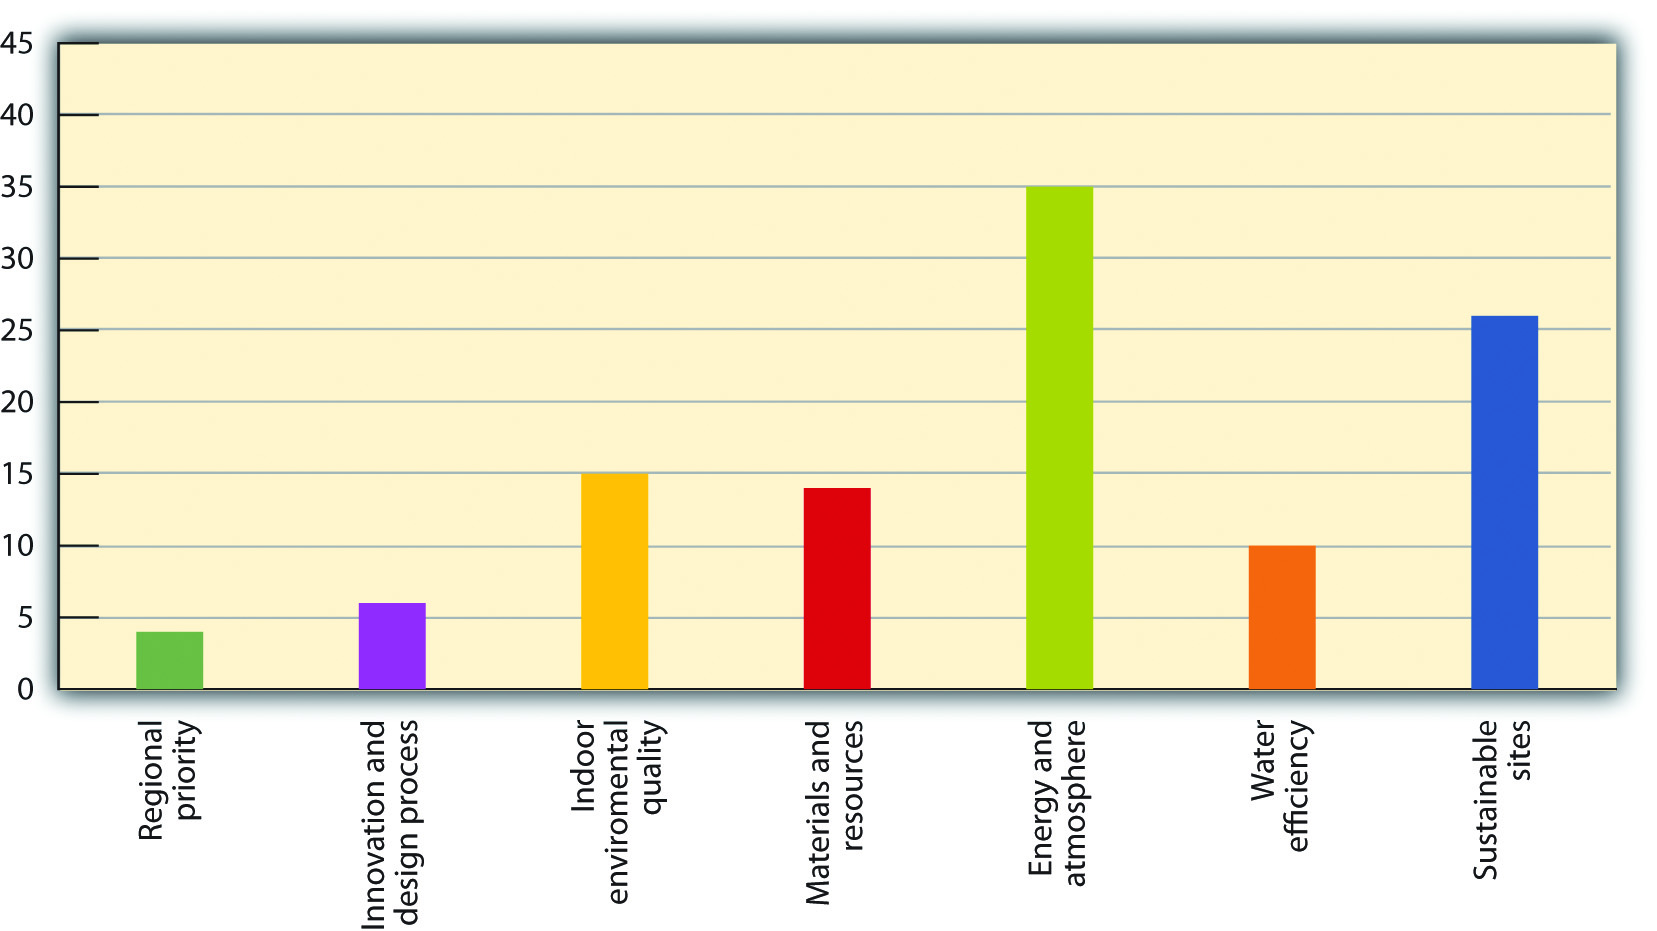 45
40
35
30
25
20
15
10
5
0
Regional
priority
Innovation and
design process
Indoor
enviromental
quality
Materials and
resources
Energy and
atmosphere
Water
efficiency
Sustainable
sites